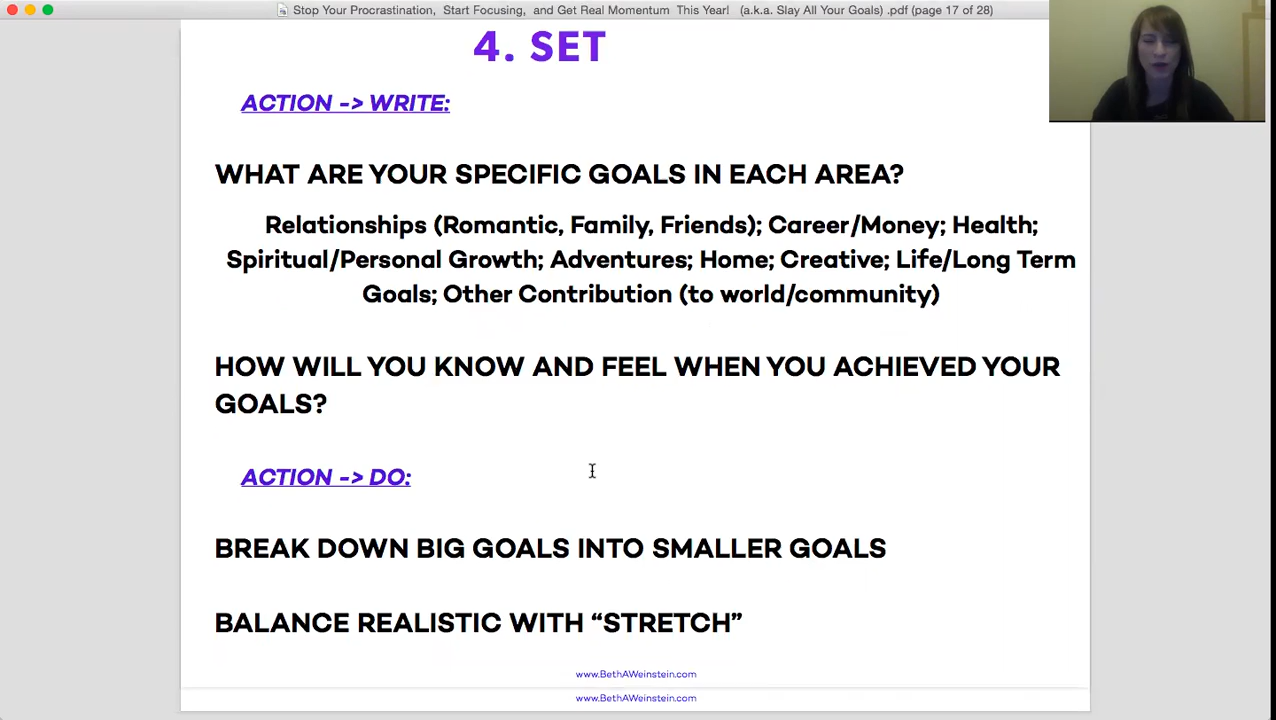 Stop Your Procrastination, Start Focusing, and Get Real Momentum This Year! (a.k.a. Slay All Your Goals) .pdf (page 17 of 28)
4. SET
ACTION -> WRITE:
WHAT ARE YOUR SPECIFIC GOALS IN EACH AREA?
Relationships (Romantic, Family, Friends); Career/Money; Health;
Spiritual/Personal Growth; Adventures; Home; Creative; Life/Long Term
Goals; Other Contribution (to world/community)
HOW WILL YOU KNOW AND FEEL WHEN YOU ACHIEVED YOUR
GOALS?
ACTION -> DO:
BREAK DOWN BIG GOALS INTO SMALLER GOALS
BALANCE REALISTIC WITH “STRETCH”
www.BethAWeinstein.com
www.BethAWeinstein.com